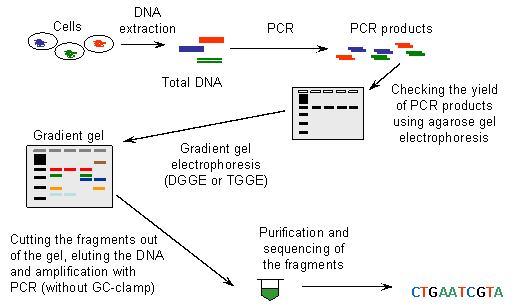 Cells
DNA
extraction
PCR
PCR products
Total DNA
Checking the yield
of PCR products
using agarose gel
electrophoresis
Gradient gel
Gradient gel
electrophoresis
(DGGE or TGGE)
Cutting the fragments out
of the gel, eluting the DNA
and amplification with
PCR (without GC-clamp)
Purification and
sequencing of
the fragments
CTGAATCGTA